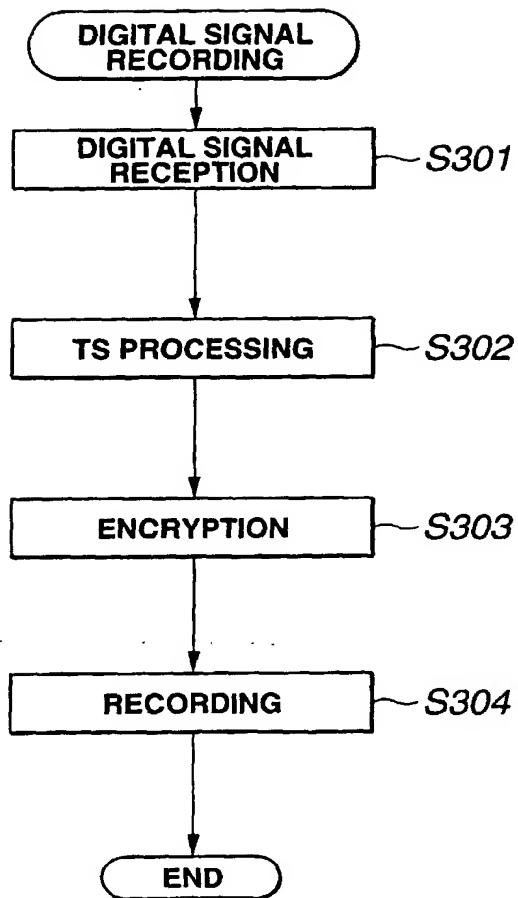 DIGITAL SIGNAL
RECORDING
DIGITAL SIGNAL
RECEPTION
S301
TS PROCESSING
S302
ENCRYPTION
S303
RECORDING
S304
END